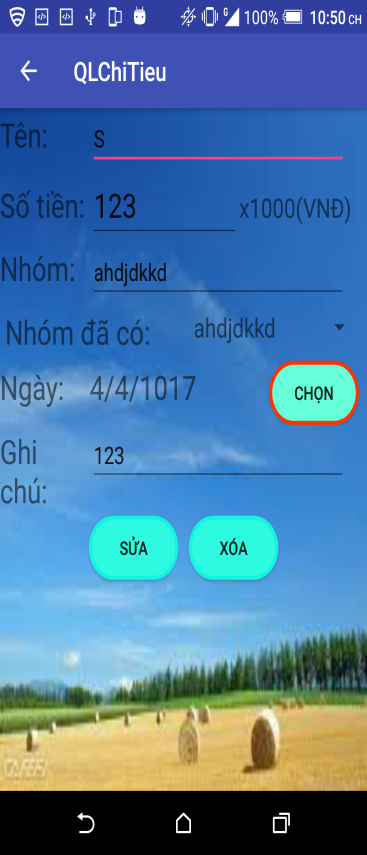 G 100% 10:50 CH
QLChiTieu
Tên: S
Số tiền: 123 x1000(VNĐ)
Nhóm: ahdjdkkd
Nhóm đã có: ahdjdkkd
Ngày: 4/4/1017 CHỌN
Ghi chú: 123
SỬA XÓA